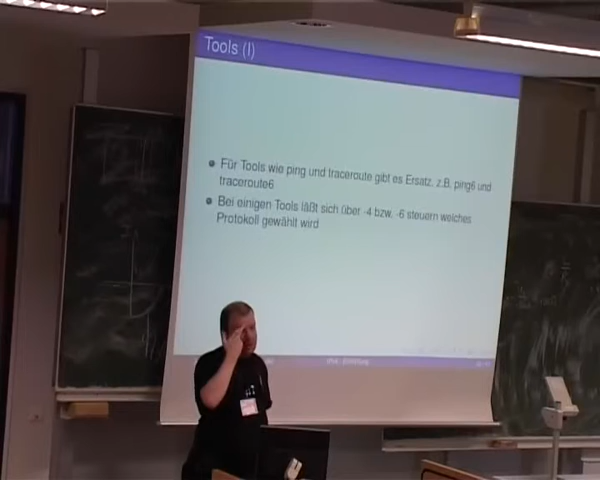 Tools (I)
Für Tools wie ping und traceroute gibt es Ersatz, z.B. ping6 und
traceroute6
Bei einigen Tools läßt sich über -4 bzw. -6 steuern welches
Protokoll gewählt wird